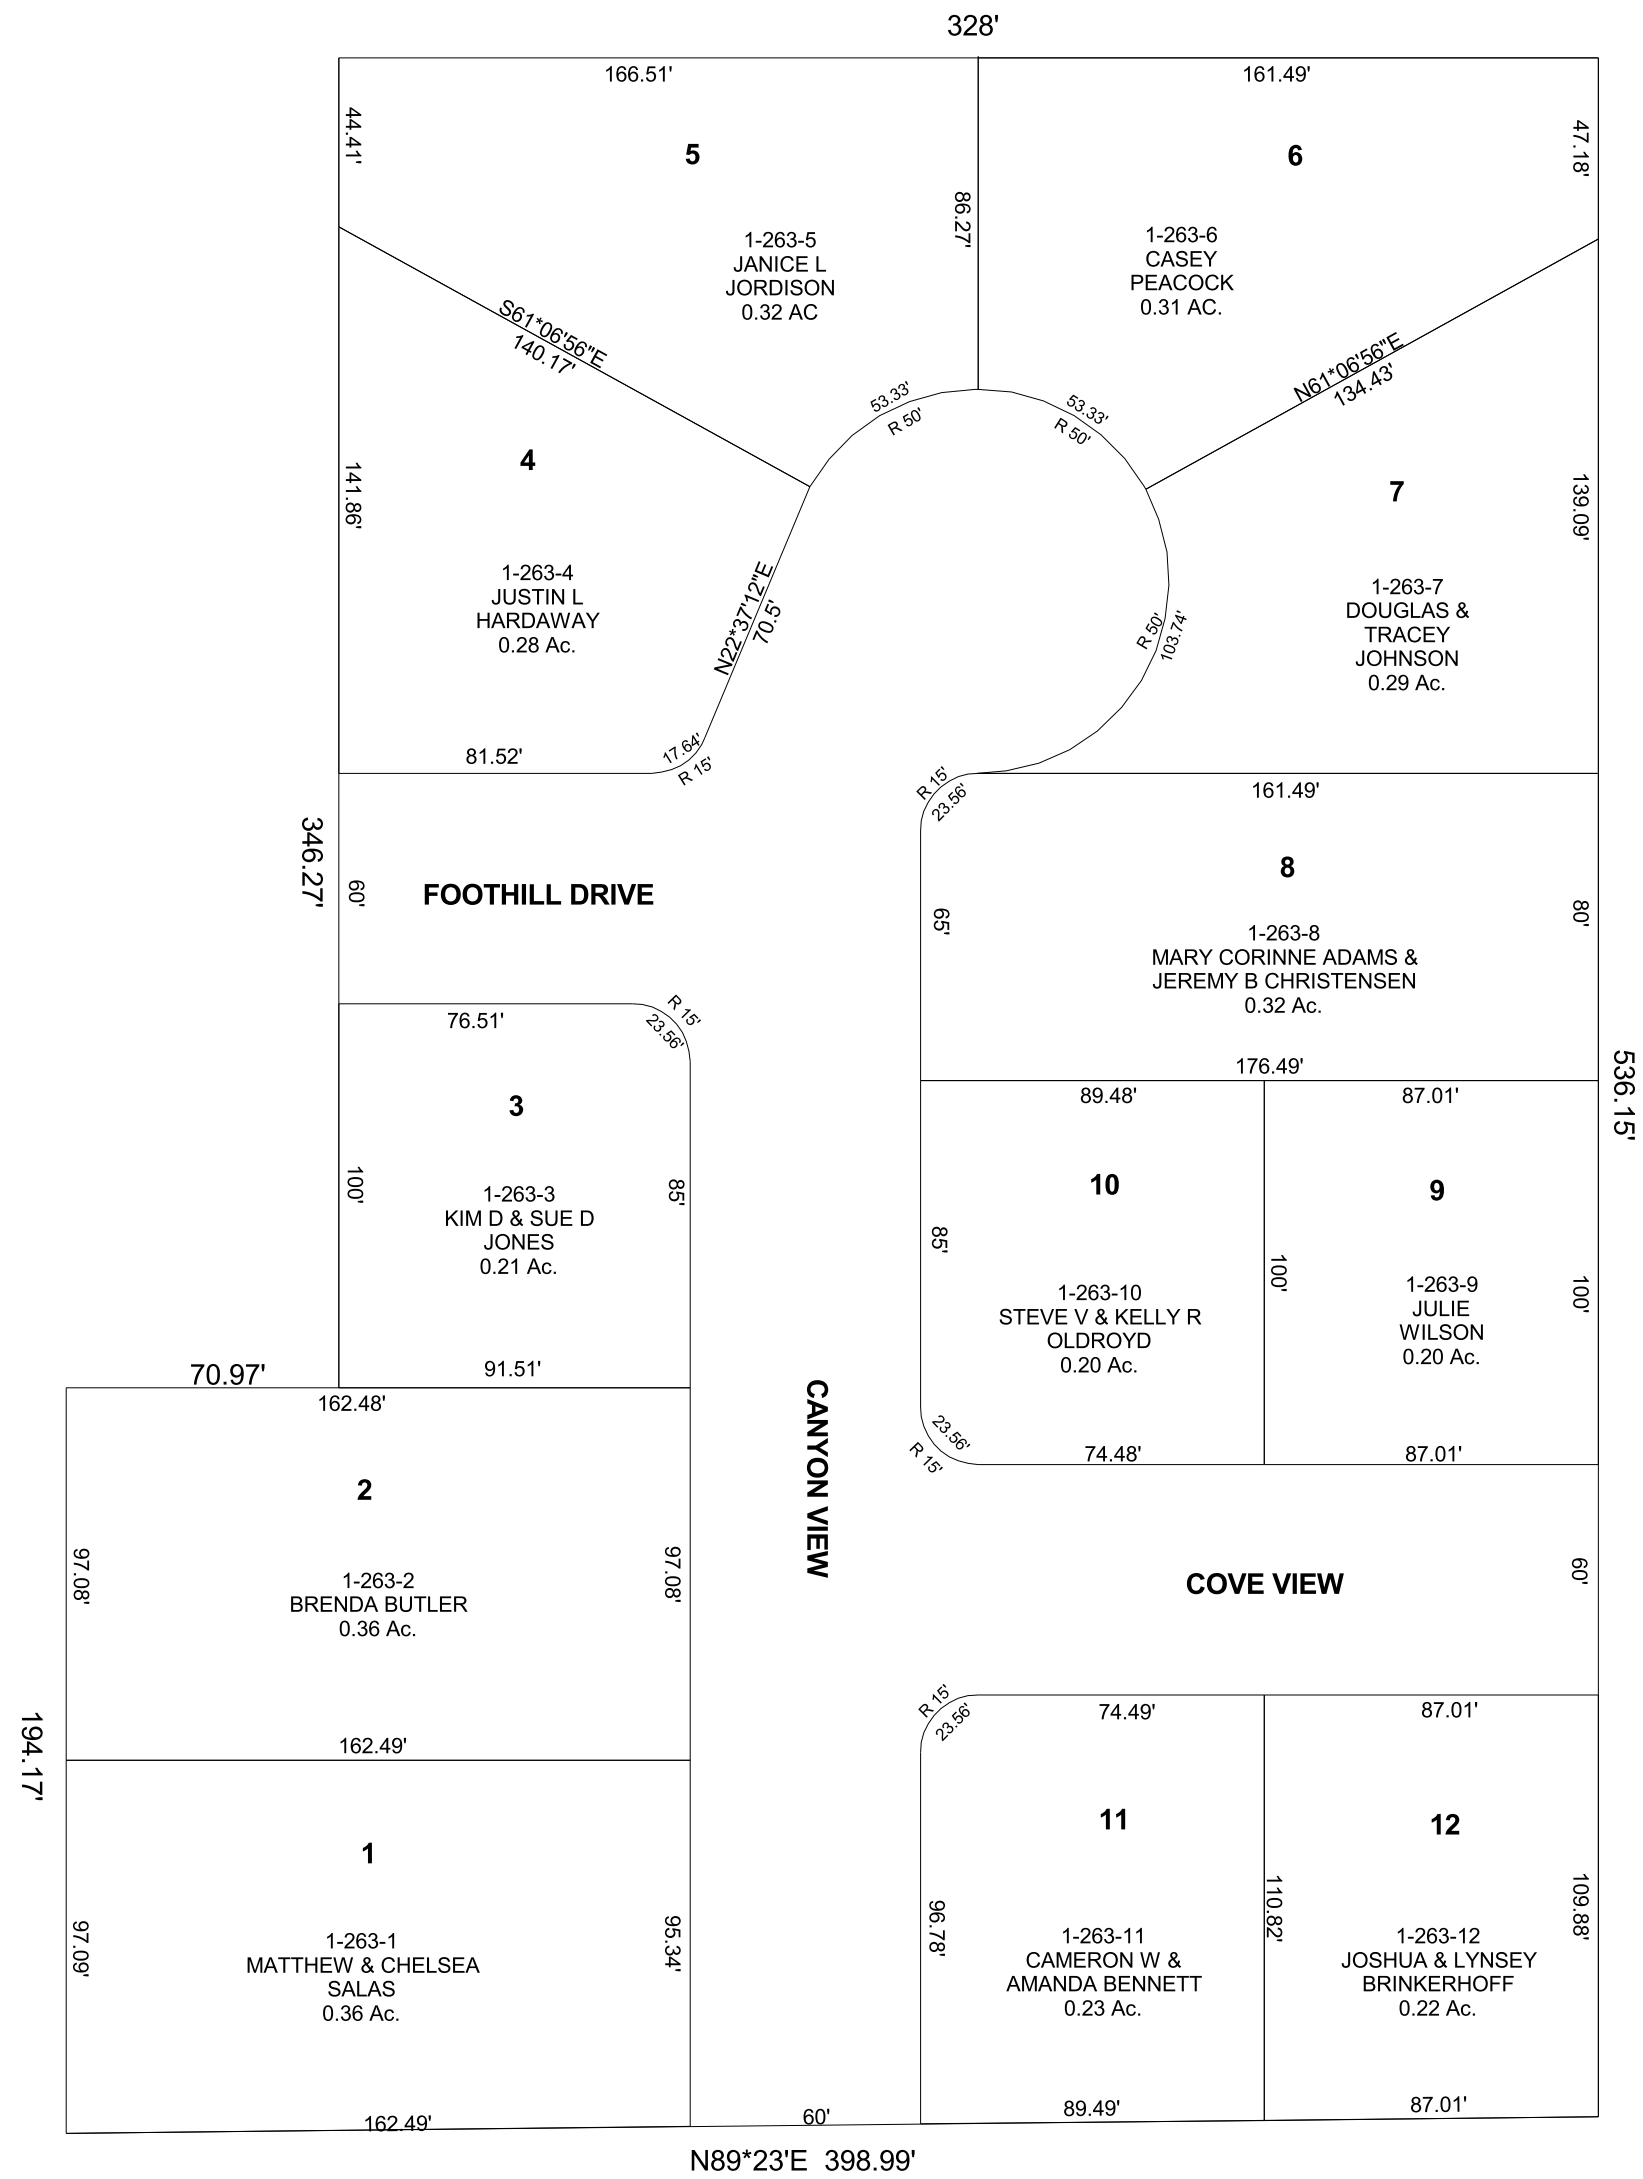 328'
166.51'
161.49'
44.41'
5
1-263-5
JANICE L
JORDISON
0.32 AC
86.27'
6
1-263-6
CASEY
PEACOCK
0.31 AC.
47.18'
S61*06'56"E
140.17'
53.33'
R 50'
53.33'
R 50'
N61*06'56"E
134.43'
141.86'
4
1-263-4
JUSTIN L
HARDAWAY
0.28 Ac.
N22*37'12"E
70.5'
81.52'
17.64'
R 15'
R 50'
103.74'
7
1-263-7
DOUGLAS &
TRACEY
JOHNSON
0.29 Ac.
139.09'
346.27'
60'
FOOTHILL DRIVE
R 15'
23.56'
161.49'
65'
8
1-263-8
MARY CORINNE ADAMS &
JEREMY B CHRISTENSEN
0.32 Ac.
80'
176.49'
536.15'
76.51'
R 15'
23.56'
3
100'
1-263-3
KIM D & SUE D
JONES
0.21 Ac.
85'
91.51'
89.48'
10
85'
1-263-10
STEVE V & KELLY R
OLDROYD
0.20 Ac.
100'
23.56'
R 15'
74.48'
87.01'
9
1-263-9
JULIE
WILSON
0.20 Ac.
100'
87.01'
70.97'
162.48'
2
97.08'
1-263-2
BRENDA BUTLER
0.36 Ac.
97.08'
162.49'
CANYON VIEW
COVE VIEW
60'
194.17'
1
97.09'
1-263-1
MATTHEW & CHELSEA
SALAS
0.36 Ac.
95.34'
162.49'
60'
R 15'
23.56'
74.49'
11
96.78'
1-263-11
CAMERON W &
AMANDA BENNETT
0.23 Ac.
110.82'
89.49'
87.01'
12
1-263-12
JOSHUA & LYNSEY
BRINKERHOFF
0.22 Ac.
109.88'
87.01'
N89*23'E 398.99'